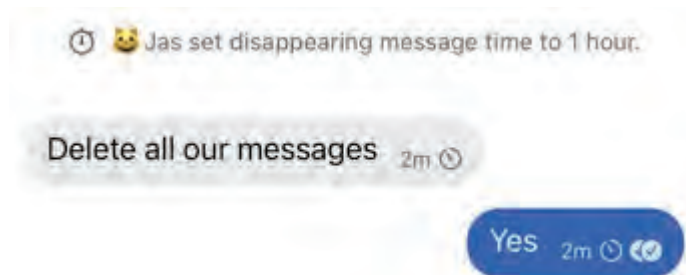 😼 Jas set disappearing message time to 1 hour.
Delete all our messages 2m
Yes 2m